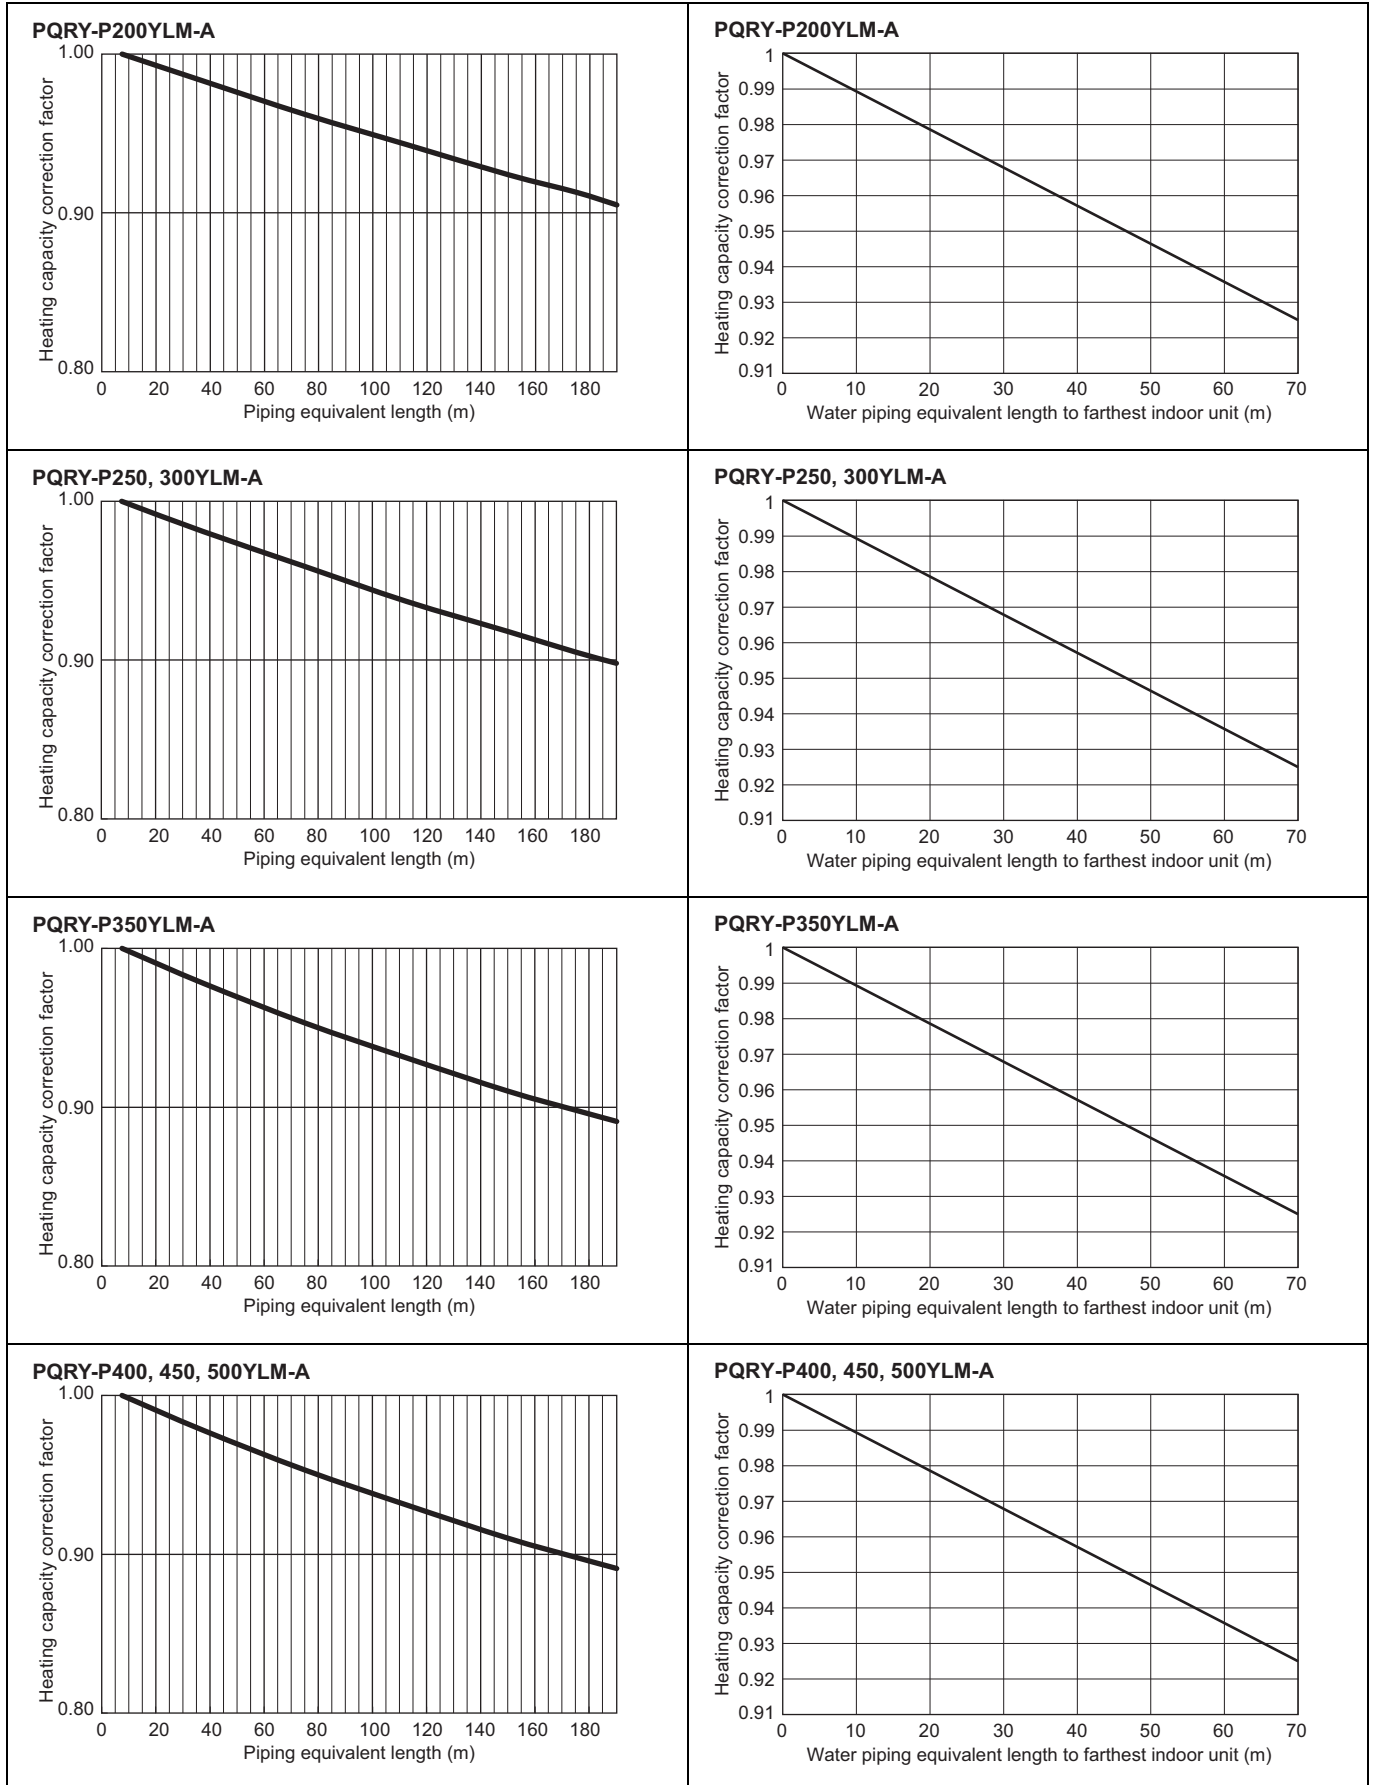 PQRY-P200YLM-A
Heating capacity correction factor
1.00
0.90
0.80
0 20 40 60 80 100 120 140 160 180
Piping equivalent length (m)
PQRY-P200YLM-A
Heating capacity correction factor
1
0.99
0.98
0.97
0.96
0.95
0.94
0.93
0.92
0.91
0 10 20 30 40 50 60 70
Water piping equivalent length to farthest indoor unit (m)
PQRY-P250, 300YLM-A
Heating capacity correction factor
1.00
0.90
0.80
0 20 40 60 80 100 120 140 160 180
Piping equivalent length (m)
PQRY-P250, 300YLM-A
Heating capacity correction factor
1
0.99
0.98
0.97
0.96
0.95
0.94
0.93
0.92
0.91
0 10 20 30 40 50 60 70
Water piping equivalent length to farthest indoor unit (m)
PQRY-P350YLM-A
Heating capacity correction factor
1.00
0.90
0.80
0 20 40 60 80 100 120 140 160 180
Piping equivalent length (m)
PQRY-P350YLM-A
Heating capacity correction factor
1
0.99
0.98
0.97
0.96
0.95
0.94
0.93
0.92
0.91
0 10 20 30 40 50 60 70
Water piping equivalent length to farthest indoor unit (m)
PQRY-P400, 450, 500YLM-A
Heating capacity correction factor
1.00
0.90
0.80
0 20 40 60 80 100 120 140 160 180
Piping equivalent length (m)
PQRY-P400, 450, 500YLM-A
Heating capacity correction factor
1
0.99
0.98
0.97
0.96
0.95
0.94
0.93
0.92
0.91
0 10 20 30 40 50 60 70
Water piping equivalent length to farthest indoor unit (m)